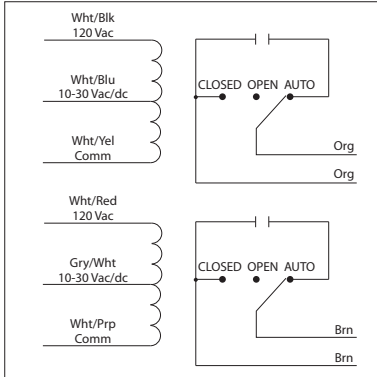 Wht/Blk
120 Vac
Wht/Blu
10-30 Vac/dc
Wht/Yel
Comm
CLOSED OPEN AUTO
Org
Org
Wht/Red
120 Vac
Gry/Wht
10-30 Vac/dc
Wht/Prp
Comm
CLOSED OPEN AUTO
Brn
Brn